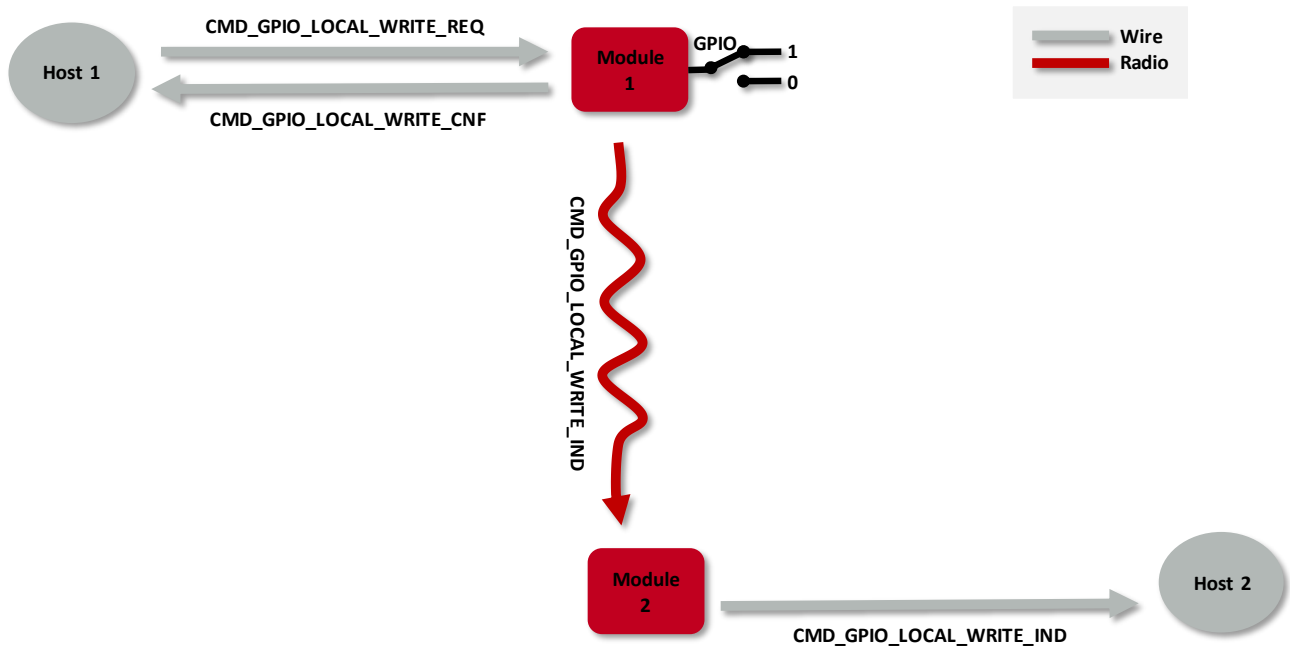 CMD_GPIO_LOCAL_WRITE_REQ
Host 1
CMD_GPIO_LOCAL_WRITE_CNF
Module
1
GPIO
1
0
Wire
Radio
CMD_GPIO_LOCAL_WRITE_IND
Module
2
CMD_GPIO_LOCAL_WRITE_IND
Host 2